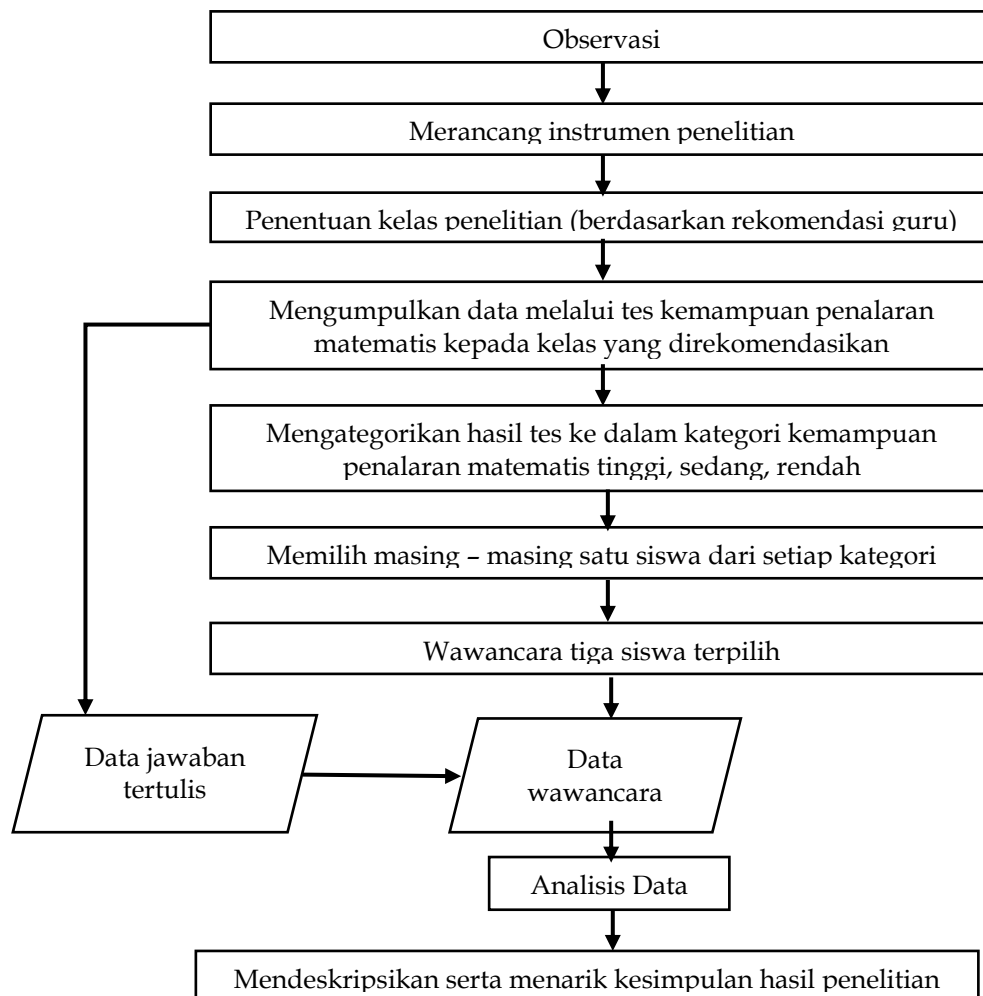 Observasi
Merancang instrumen penelitian
Penentuan kelas penelitian (berdasarkan rekomendasi guru)
Mengumpulkan data melalui tes kemampuan penalaran
matematis kepada kelas yang direkomendasikan
Mengategorikan hasil tes ke dalam kategori kemampuan
penalaran matematis tinggi, sedang, rendah
Memilih masing – masing satu siswa dari setiap kategori
Wawancara tiga siswa terpilih
Data jawaban
tertulis
Data
wawancara
Analisis Data
Mendeskripsikan serta menarik kesimpulan hasil penelitian